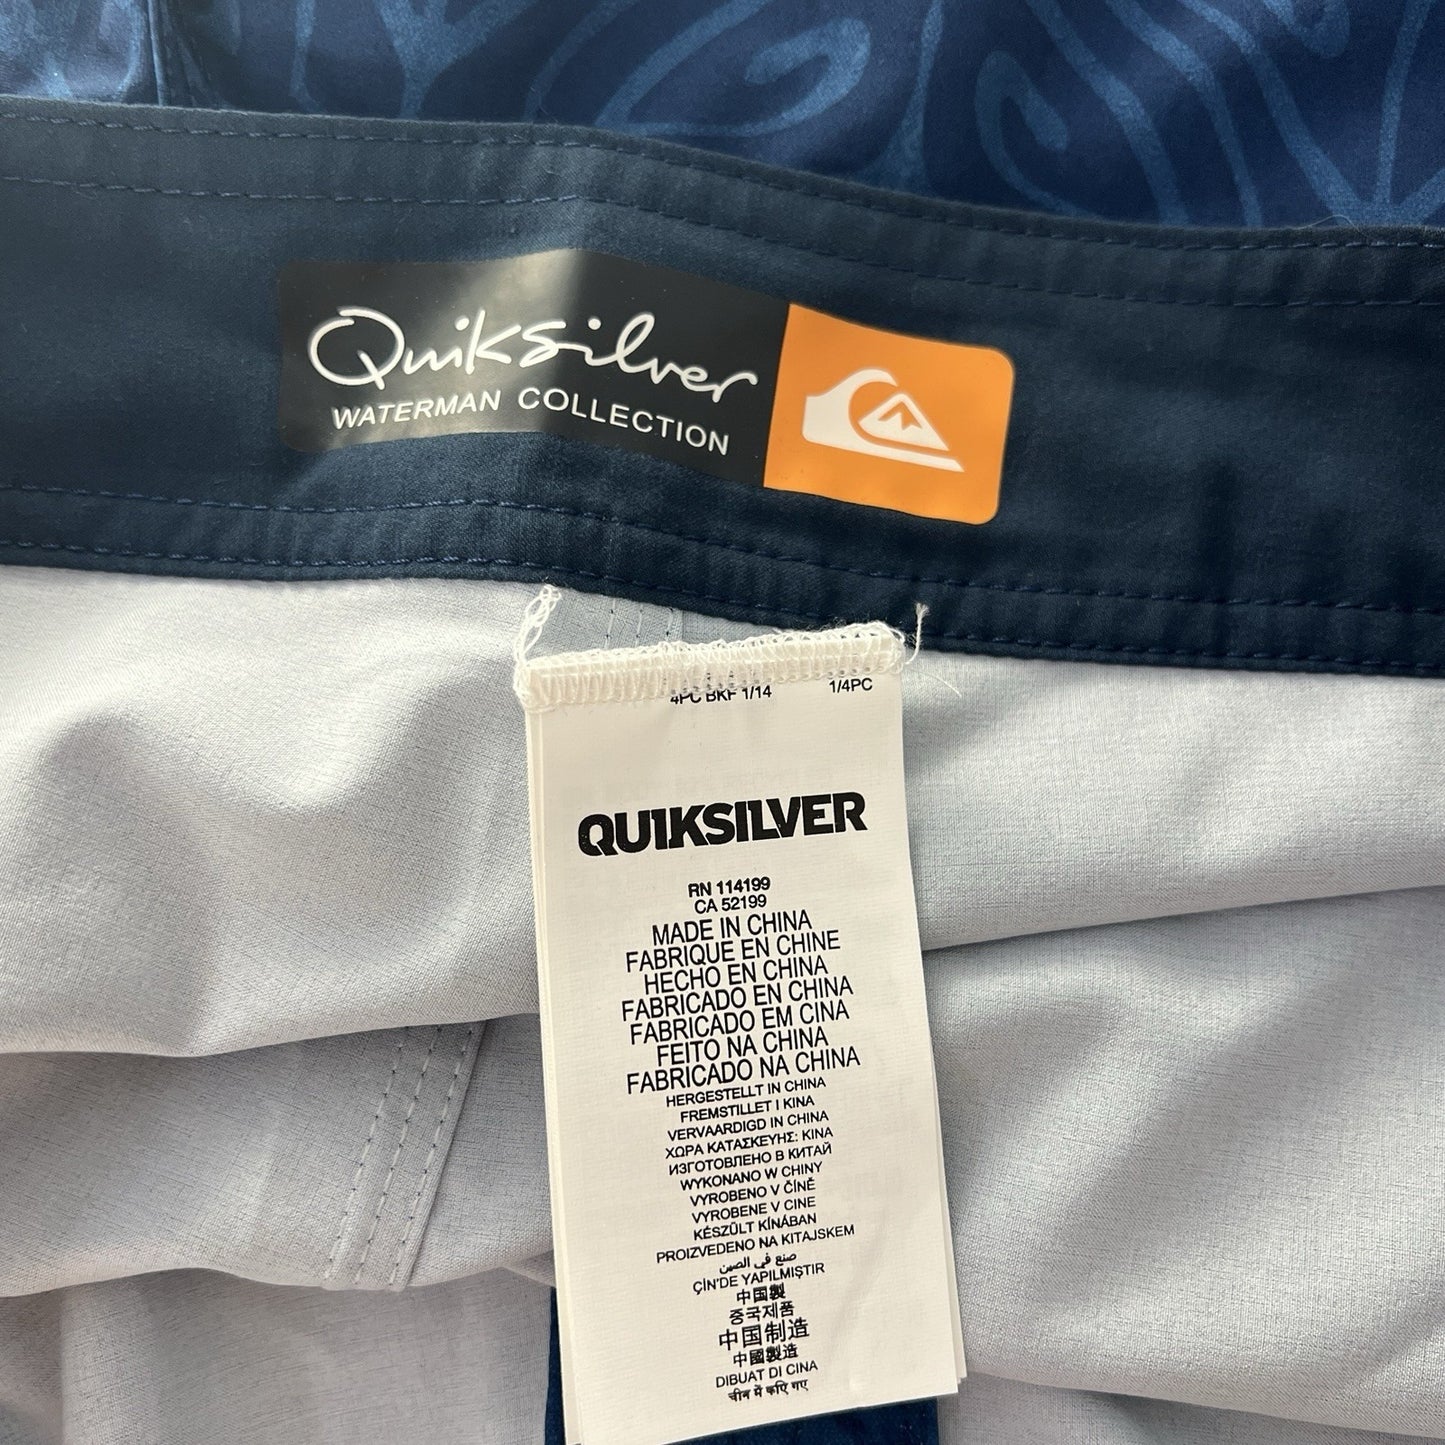 Quiksilver
WATERMAN COLLECTION
4PC BKF 1/14 1/4PC
QUIKSILVER
RN 114199
CA 52199
MADE IN CHINA
FABRIQUE EN CHINE
HECHO EN CHINA
FABRICADO EN CHINA
FABRICADO EM CINA
FEITO NA CHINA
FABRICADO NA CHINA
HERGESTELLT IN CHINA
FREMSTILLET I KINA
VERVAARDIGD IN CHINA
ΧΩΡΑ ΚΑΤΑΣΚΕΥΗΣ: ΚΙΝΑ
ИЗГОТОВЛЕНО В КИТАЙ
WYKONANO W CHINY
VYROBENO V ČÍNĚ
VYROBENE V CINE
KÉSZÜLT KÍNÁBAN
PROIZVEDENO NA KITAJSKEM
صنع في الصين
ÇİN'DE YAPILMIŞTIR
中国製
중국제품
中国制造
中國製造
DIBUAT DI CINA
चीन में कए गए